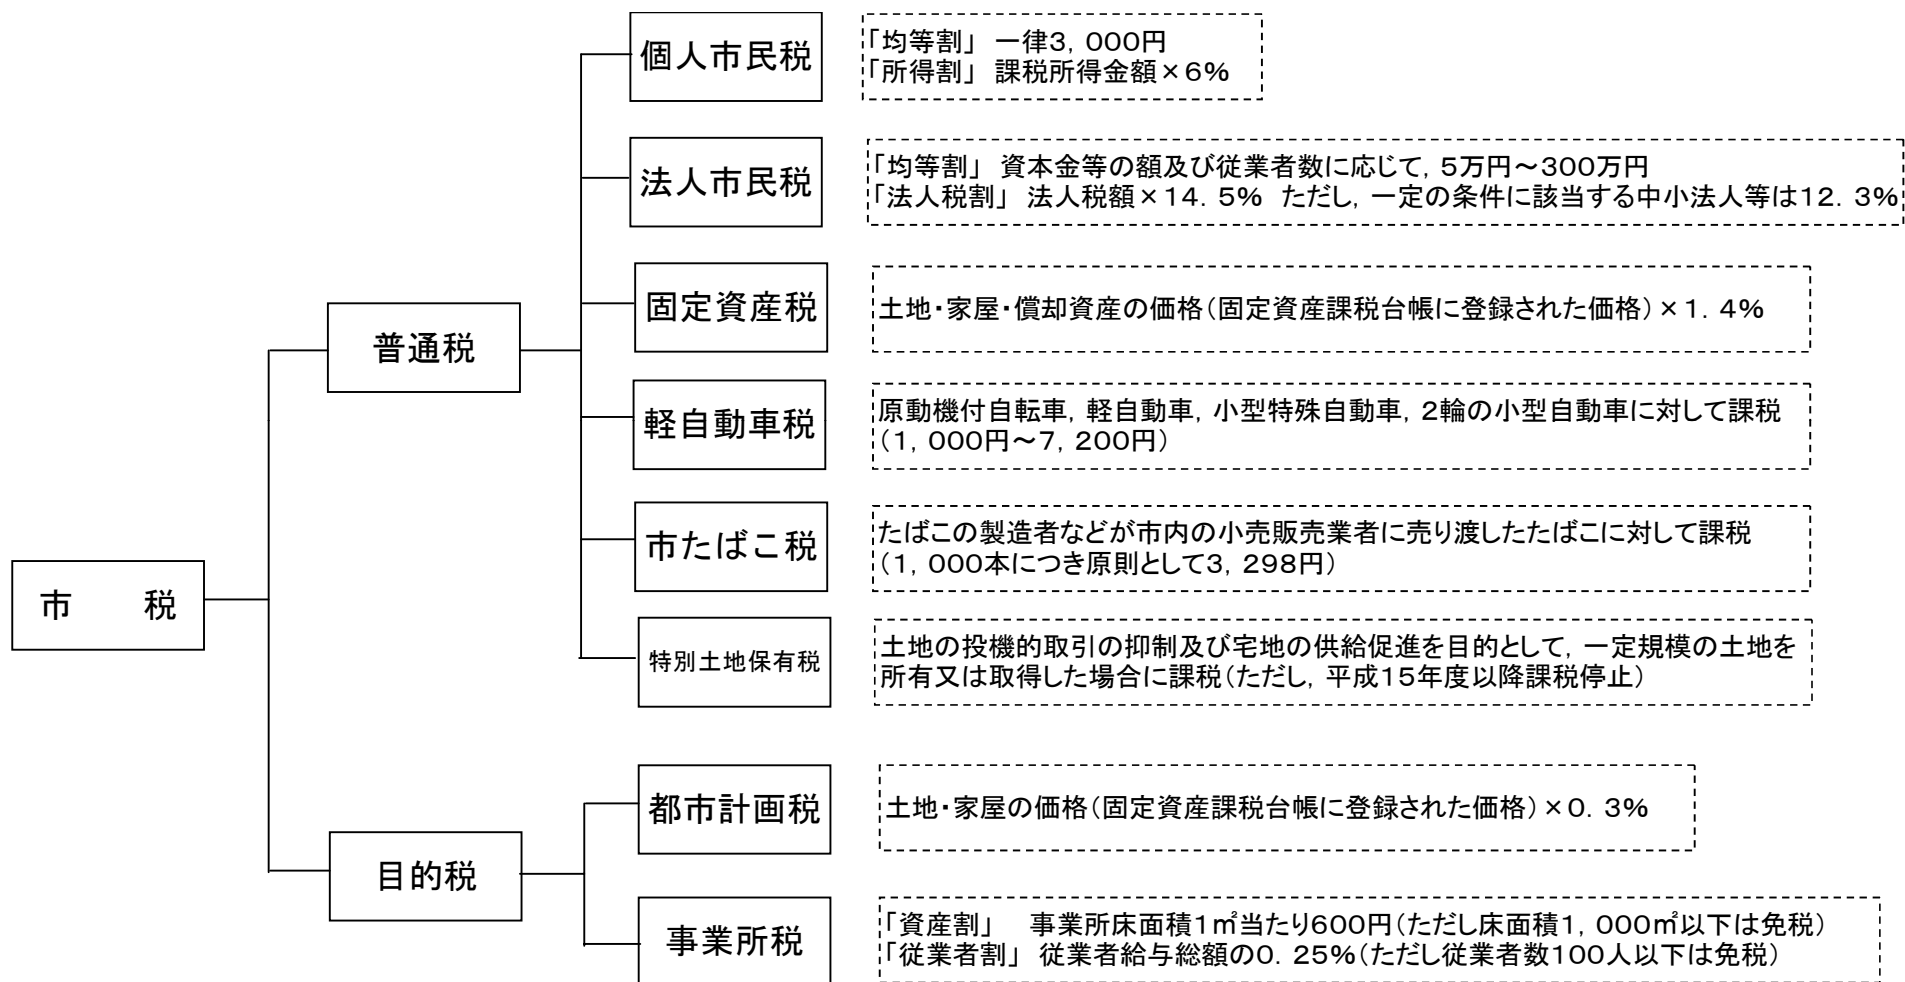 市　　税
普通税
個人市民税
「均等割」 一律3，000円
「所得割」 課税所得金額×6%
法人市民税
「均等割」 資本金等の額及び従業者数に応じて，5万円～300万円
「法人税割」 法人税額×14．5% ただし，一定の条件に該当する中小法人等は12．3%
固定資産税
土地・家屋・償却資産の価格（固定資産課税台帳に登録された価格）×1．4%
軽自動車税
原動機付自転車，軽自動車，小型特殊自動車，2輪の小型自動車に対して課税
（1，000円～7，200円）
市たばこ税
たばこの製造者などが市内の小売販売業者に売り渡したたばこに対して課税
（1，000本につき原則として3，298円）
特別土地保有税
土地の投機的取引の抑制及び宅地の供給促進を目的として，一定規模の土地を
所有又は取得した場合に課税（ただし，平成15年度以降課税停止）
目的税
都市計画税
土地・家屋の価格（固定資産課税台帳に登録された価格）×0．3%
事業所税
「資産割」　事業所床面積1㎡当たり600円（ただし床面積1，000㎡以下は免税）
「従業者割」 従業者給与総額の0．25%（ただし従業者数100人以下は免税）